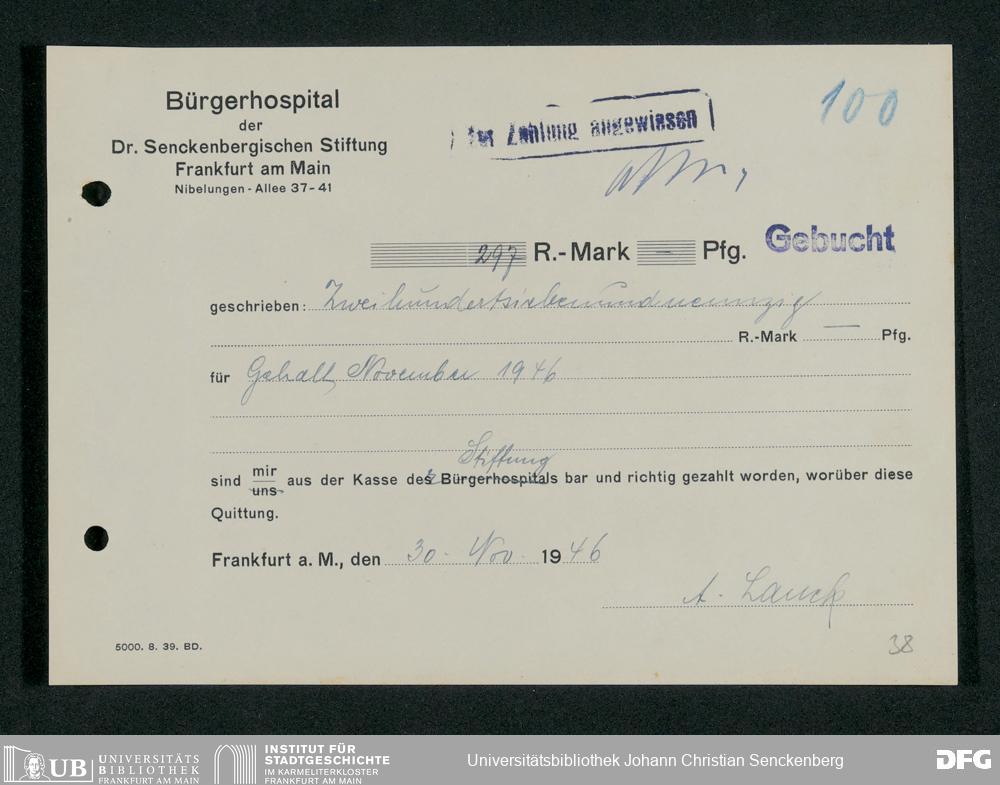 Bürgerhospital
der
Dr. Senckenbergischen Stiftung
Frankfurt am Main
Nibelungen-Allee 37-41
Zur Zahlung angewiesen
100
297 R.-Mark — Pfg.
Gebucht
geschrieben: Zweihundertsiebenundneunzig
R.-Mark — Pfg.
für Gehalt November 1946
Stiftung
sind mir uns aus der Kasse des Bürgerhospitals bar und richtig gezahlt worden, worüber diese
Quittung.
Frankfurt a. M., den 30. Nov. 1946
A. Lauck
5000. 8. 39. BD.
38
UB UNIVERSITÄTS
BIBLIOTHEK
FRANKFURT AM MAIN
INSTITUT FÜR
STADTGESCHICHTE
IM KARMELITERKLOSTER
FRANKFURT AM MAIN
Universitätsbibliothek Johann Christian Senckenberg
DFG